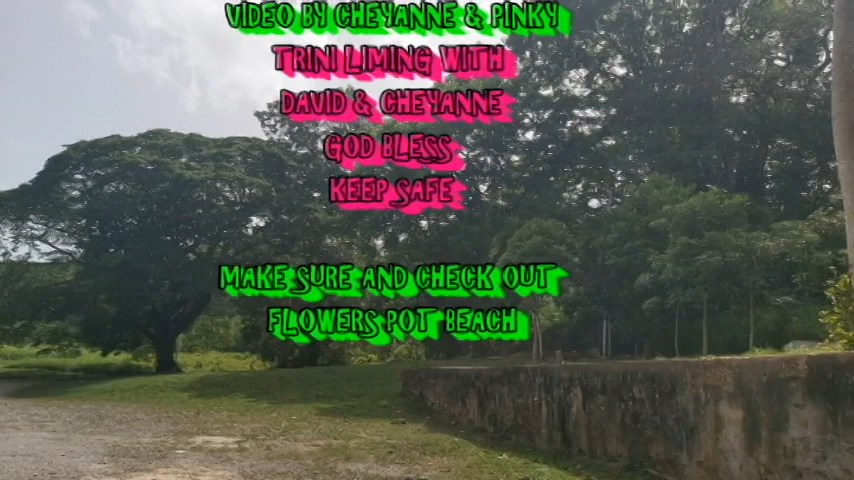 VIDEO BY CHEYANNE & PINKY
TRINI LIMING WITH
DAVID & CHEYANNE
GOD BLESS
KEEP SAFE
MAKE SURE AND CHECK OUT
FLOWERS POT BEACH